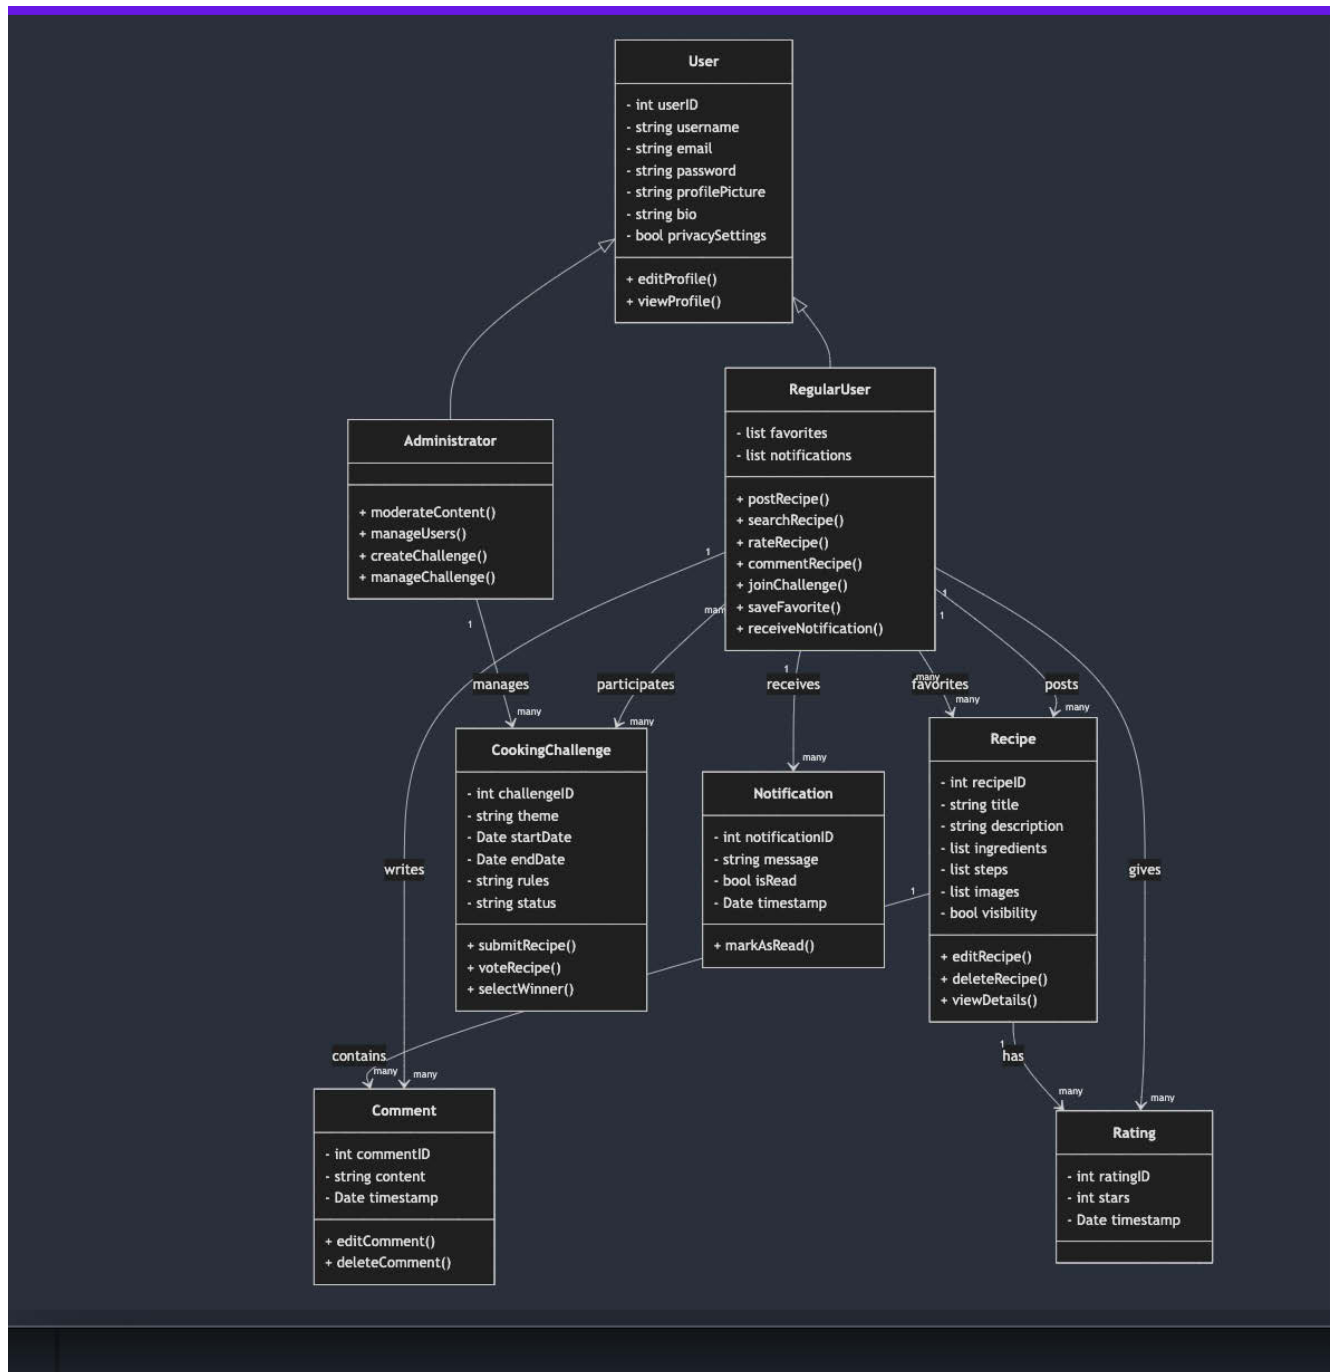 User
- int userID
- string username
- string email
- string password
- string profilePicture
- string bio
- bool privacySettings
+ editProfile()
+ viewProfile()
RegularUser
- list favorites
- list notifications
+ postRecipe()
+ searchRecipe()
+ rateRecipe()
+ commentRecipe()
+ joinChallenge()
+ saveFavorite()
+ receiveNotification()
Administrator
+ moderateContent()
+ manageUsers()
+ createChallenge()
+ manageChallenge()
1
1
many
1
1
1
1
manages
participates
receives
many
favorites
posts
many
many
many
many
many
CookingChallenge
- int challengeID
- string theme
- Date startDate
- Date endDate
- string rules
- string status
+ submitRecipe()
+ voteRecipe()
+ selectWinner()
Notification
- int notificationID
- string message
- bool isRead
- Date timestamp
+ markAsRead()
Recipe
- int recipeID
- string title
- string description
- list ingredients
- list steps
- list images
- bool visibility
+ editRecipe()
+ deleteRecipe()
+ viewDetails()
writes
1
gives
contains
many
many
1
has
many
many
Comment
- int commentID
- string content
- Date timestamp
+ editComment()
+ deleteComment()
Rating
- int ratingID
- int stars
- Date timestamp